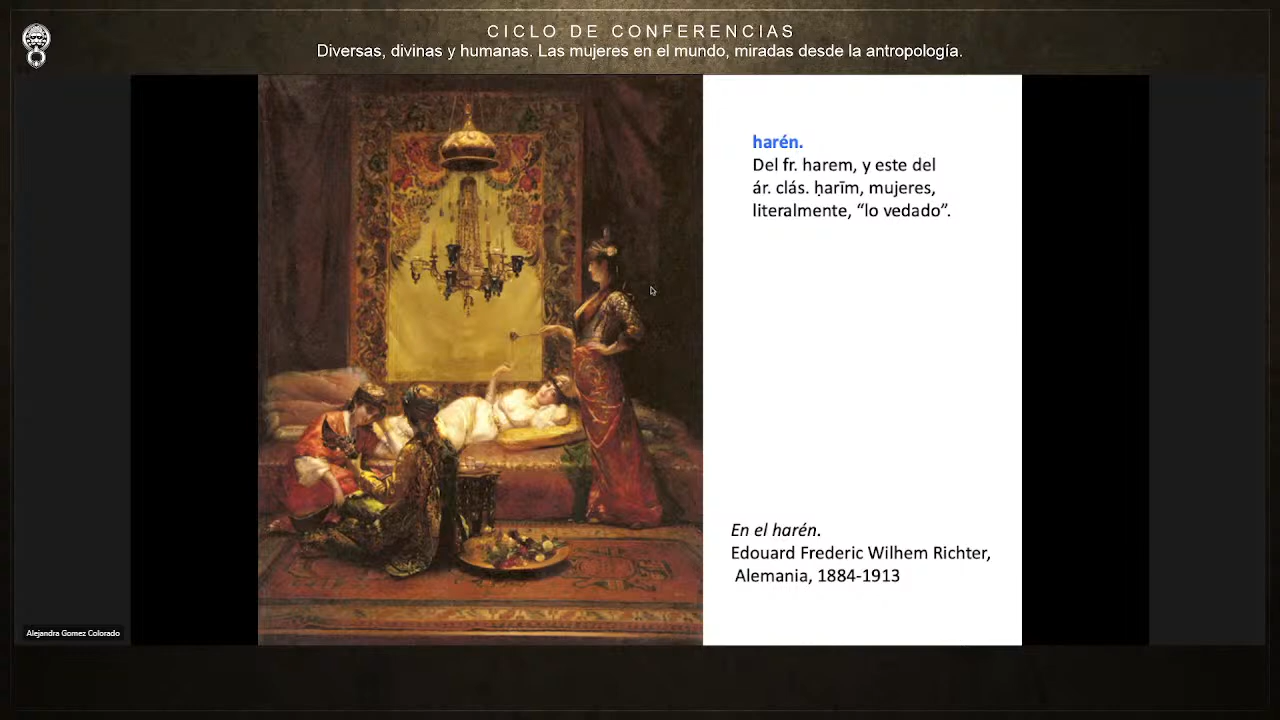 CICLO DE CONFERENCIAS
Diversas, divinas y humanas. Las mujeres en el mundo, miradas desde la antropología.
harén.
Del fr. harem, y este del
ár. clás. ḥarīm, mujeres,
literalmente, “lo vedado”.
En el harén.
Edouard Frederic Wilhem Richter,
Alemania, 1884-1913
Alejandra Gomez Colorado